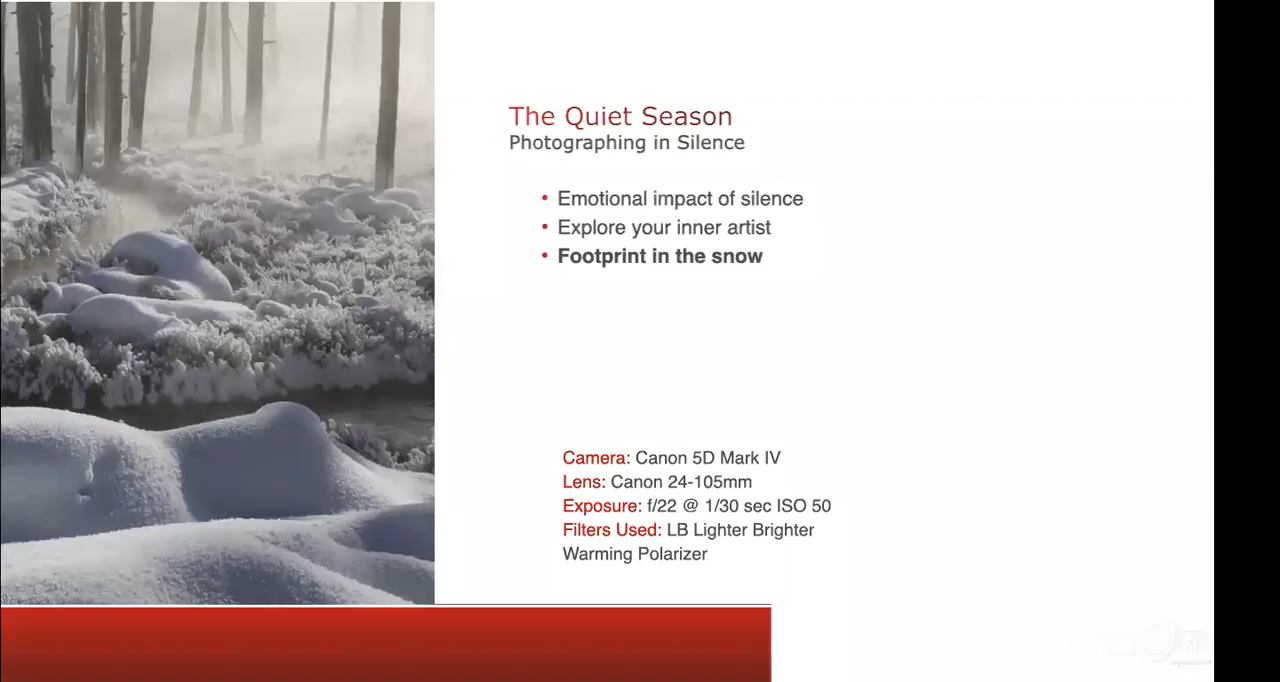 The Quiet Season
Photographing in Silence
• Emotional impact of silence
• Explore your inner artist
• Footprint in the snow
Camera: Canon 5D Mark IV
Lens: Canon 24-105mm
Exposure: f/22 @ 1/30 sec ISO 50
Filters Used: LB Lighter Brighter
Warming Polarizer